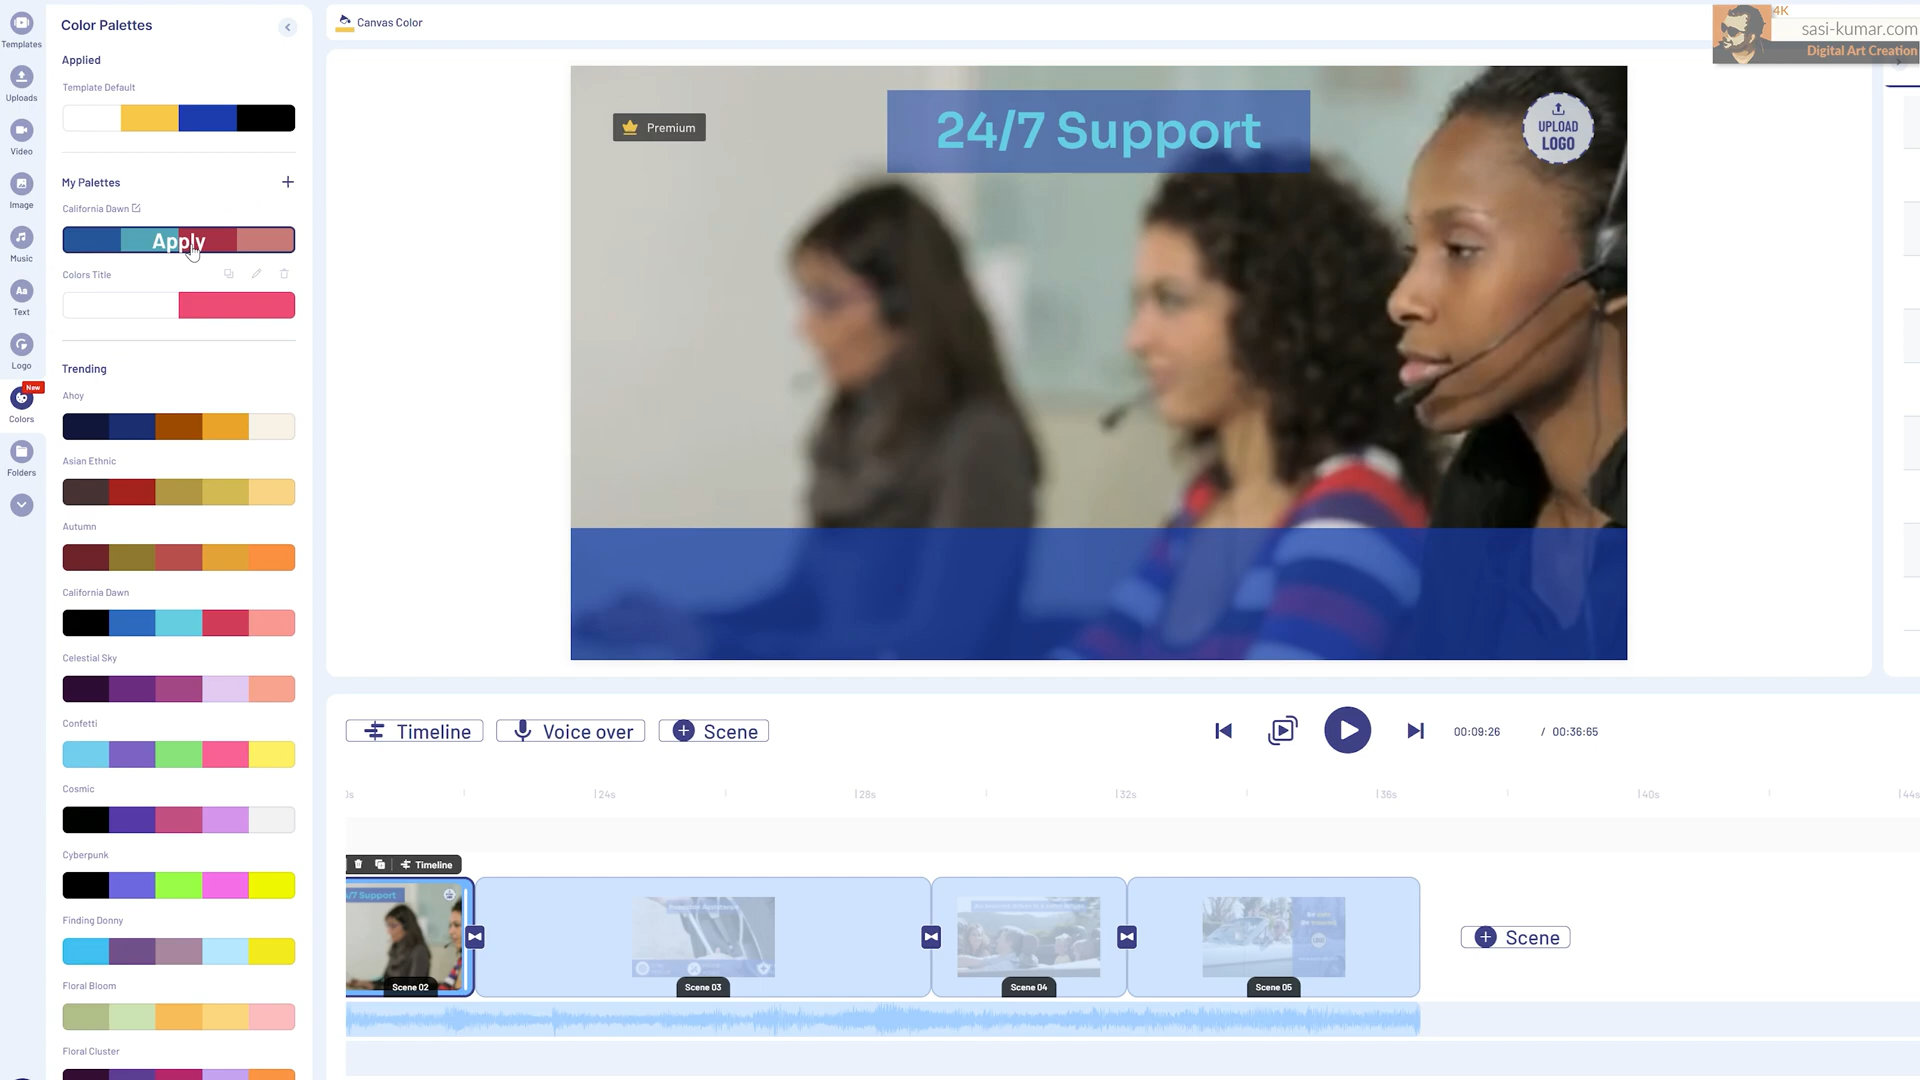 Templates
Uploads
Video
Image
Music
Aa
Text
Logo
New
Colors
Folders
Color Palettes
Applied
Template Default
My Palettes
California Dawn
Apply
Colors Title
Trending
Ahoy
Asian Ethnic
Autumn
California Dawn
Celestial Sky
Confetti
Cosmic
Cyberpunk
Finding Donny
Floral Bloom
Floral Cluster
Canvas Color
4K
sasi-kumar.com
Digital Art Creation
Premium
24/7 Support
UPLOAD
LOGO
Timeline
Voice over
Scene
00:09:26 / 00:36:65
24s 28s 32s 36s 40s 44s
Timeline
/7 Support
Scene 02
Scene 03
Scene 04
Scene 05
Scene